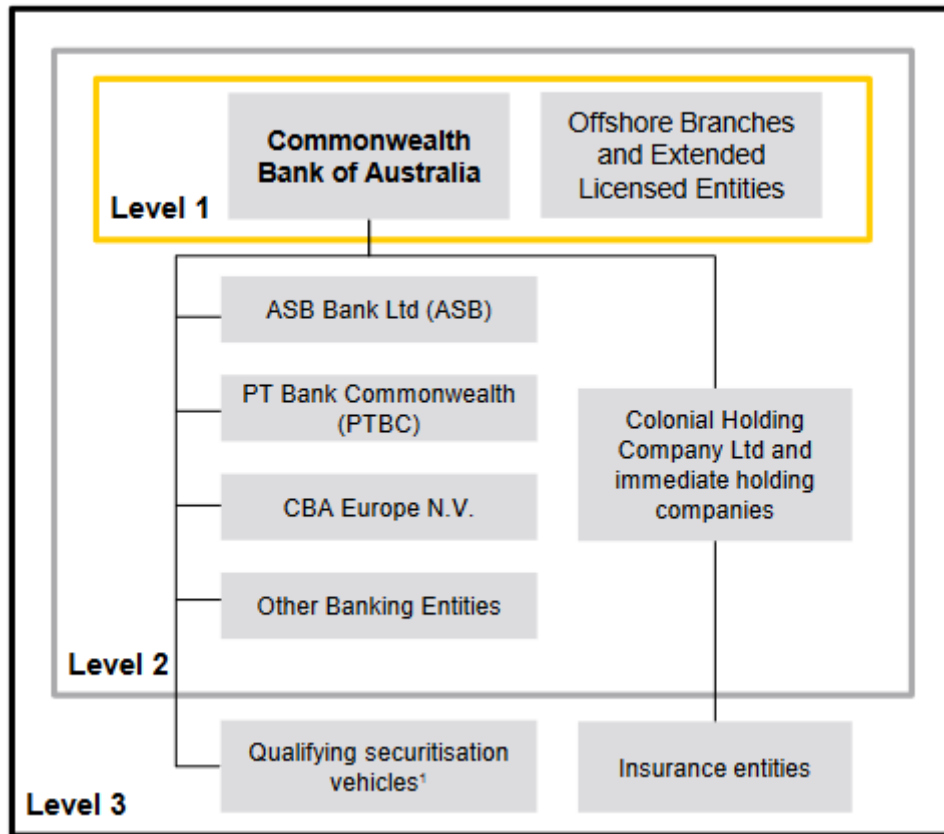 Commonwealth
Bank of Australia
Offshore Branches
and Extended
Licensed Entities
Level 1
ASB Bank Ltd (ASB)
PT Bank Commonwealth
(PTBC)
CBA Europe N.V.
Other Banking Entities
Colonial Holding
Company Ltd and
immediate holding
companies
Level 2
Qualifying securitisation
vehicles¹
Insurance entities
Level 3